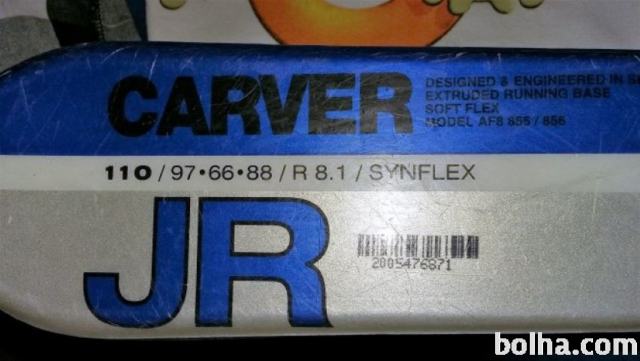 CARVER
DESIGNED & ENGINEERED IN
EXTRUDED RUNNING BASE
SOFT FLEX
MODEL AF8 855 / 856
110 / 97•66•88 / R 8.1 / SYNFLEX
JR
2005476871
bolha.com